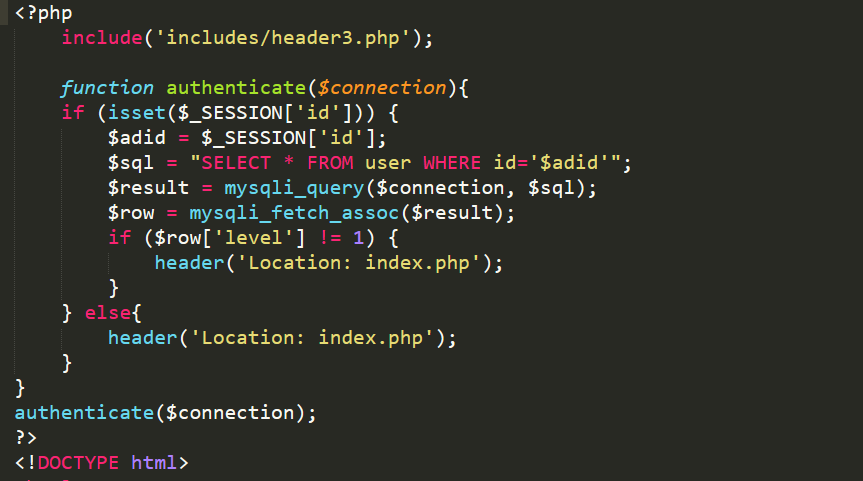 <?php
    include('includes/header3.php');

    function authenticate($connection){
    if (isset($_SESSION['id'])) {
        $adid = $_SESSION['id'];
        $sql = "SELECT * FROM user WHERE id='$adid'";
        $result = mysqli_query($connection, $sql);
        $row = mysqli_fetch_assoc($result);
        if ($row['level'] != 1) {
            header('Location: index.php');
        }
    } else{
        header('Location: index.php');
    }
}
authenticate($connection);
?>
<!DOCTYPE html>